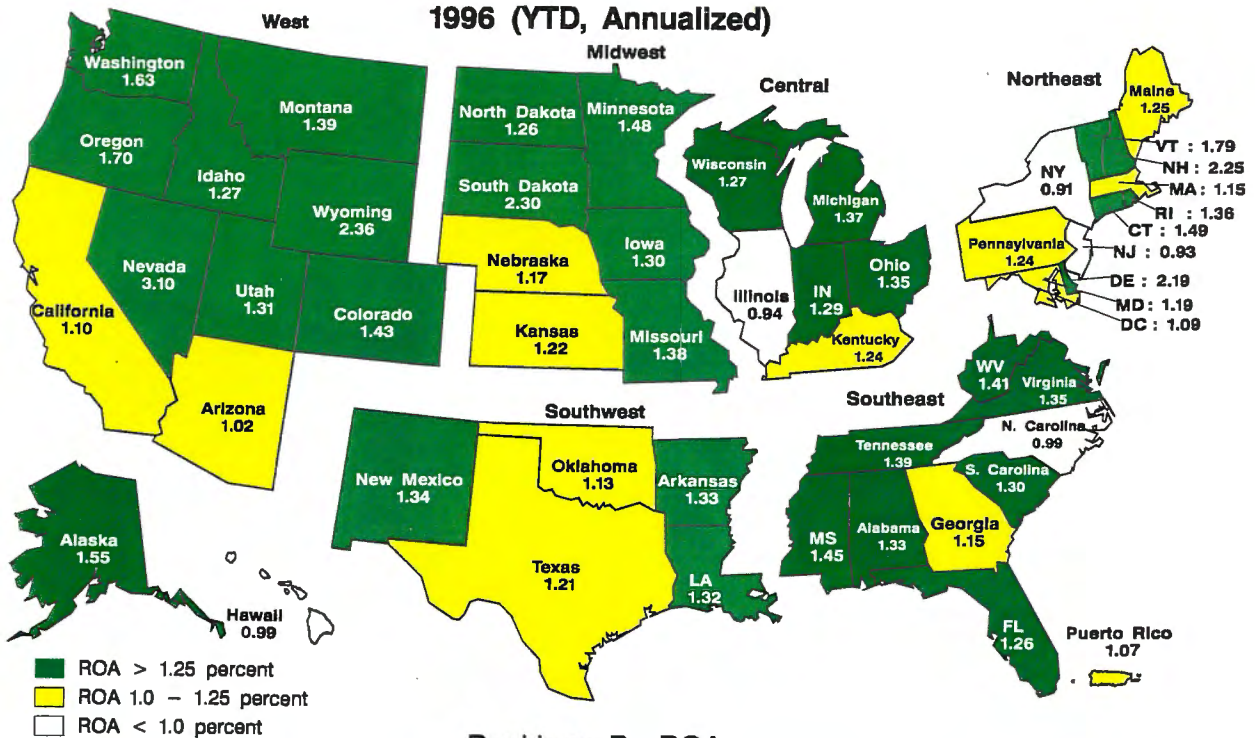 1996 (YTD, Annualized)
West
Washington
1.63
Oregon
1.70
Montana
1.39
Idaho
1.27
Wyoming
2.36
Nevada
3.10
Utah
1.31
Colorado
1.43
California
1.10
Arizona
1.02
Alaska
1.55
Hawaii
0.99
Midwest
North Dakota
1.26
Minnesota
1.48
South Dakota
2.30
Nebraska
1.17
Iowa
1.30
Kansas
1.22
Missouri
1.38
Central
Wisconsin
1.27
Michigan
1.37
Illinois
0.94
IN
1.29
Ohio
1.35
Kentucky
1.24
Northeast
Maine
1.25
NY
0.91
VT : 1.79
NH : 2.25
MA : 1.15
RI : 1.36
CT : 1.49
Pennsylvania
1.24
NJ : 0.93
DE : 2.19
MD : 1.19
DC : 1.09
Southwest
New Mexico
1.34
Oklahoma
1.13
Arkansas
1.33
Texas
1.21
LA
1.32
Southeast
WV
1.41
Virginia
1.35
N. Carolina
0.99
Tennessee
1.39
S. Carolina
1.30
MS
1.45
Alabama
1.33
Georgia
1.15
FL
1.26
Puerto Rico
1.07
ROA > 1.25 percent
ROA 1.0 – 1.25 percent
ROA < 1.0 percent